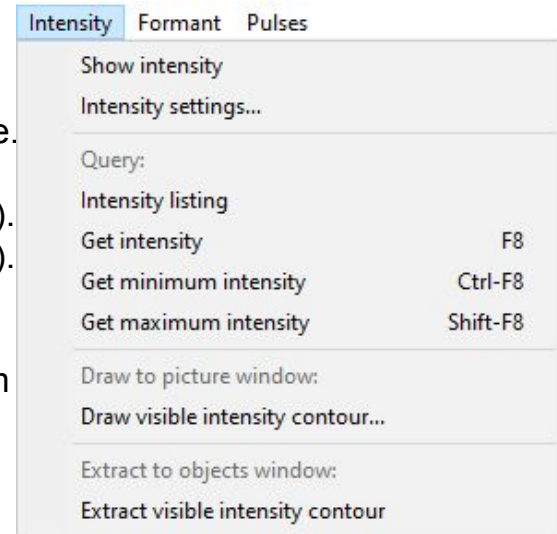 Intensity Formant Pulses
Show intensity
Intensity settings...
e.
Query:
Intensity listing
).
Get intensity F8
).
Get minimum intensity Ctrl-F8
Get maximum intensity Shift-F8
Draw to picture window:
Draw visible intensity contour...
Extract to objects window:
Extract visible intensity contour